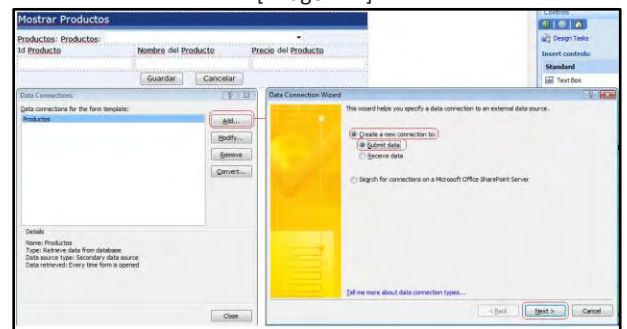 Mostrar Productos
Productos: Productos:
Id Producto Nombre del Producto Precio del Producto
Guardar Cancelar
Controls
Design Tasks
Insert controls:
Standard
Text Box
Data Connections
Data connections for the form template:
Productos
Add...
Modify...
Remove
Convert...
Details
Name: Productos
Type: Retrieve data from database
Data source type: Secondary data source
Data retrieved: Every time form is opened
Close
Data Connection Wizard
This wizard helps you specify a data connection to an external data source.
Create a new connection to:
Submit data
Receive data
Search for connections on a Microsoft Office SharePoint Server
Tell me more about data connection types...
< Back Next > Cancel